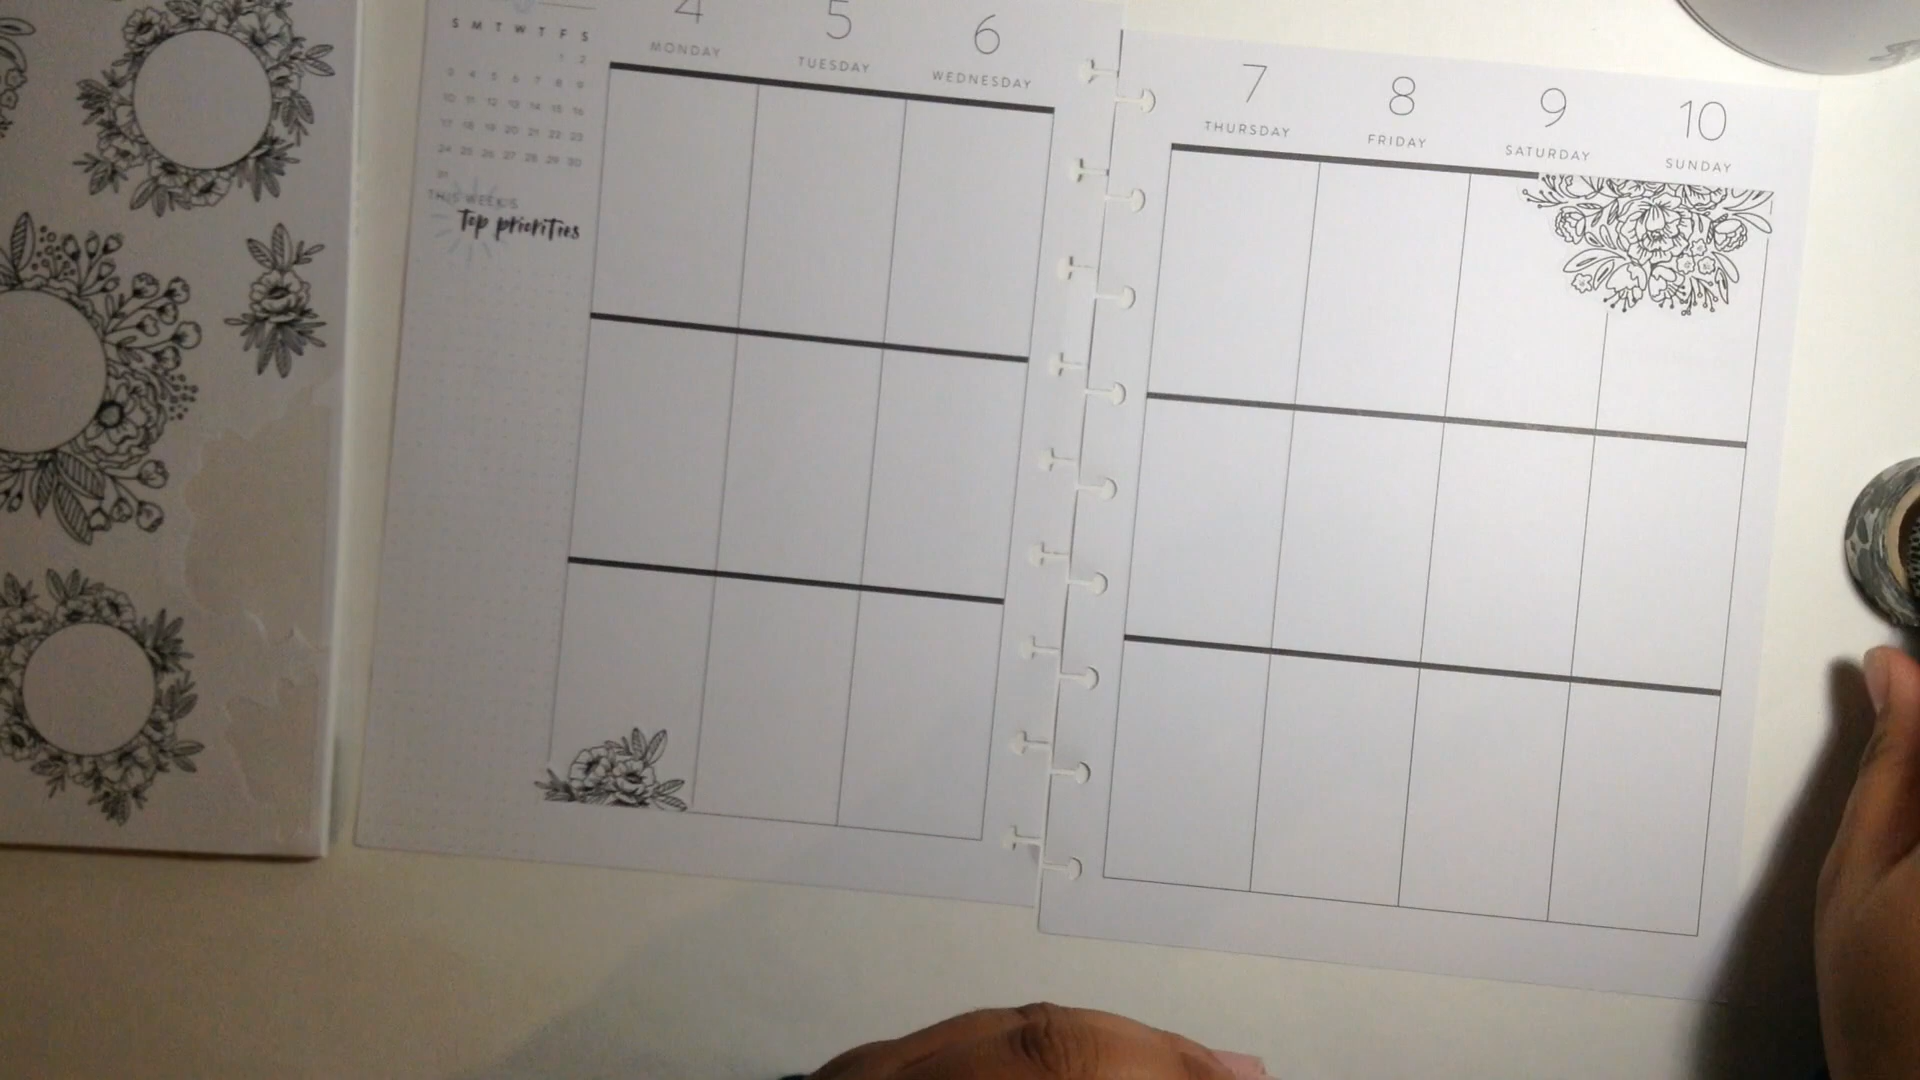 S M T W T F S
1 2
3 4 5 6 7 8 9
10 11 12 13 14 15 16
17 18 19 20 21 22 23
24 25 26 27 28 29 30
31
THIS WEEK'S
Top priorities
4 5 6
MONDAY TUESDAY WEDNESDAY
7 8 9 10
THURSDAY FRIDAY SATURDAY SUNDAY